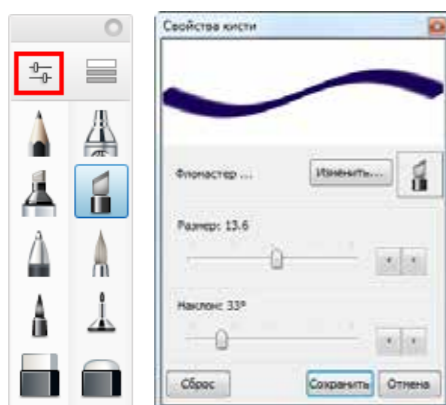 Свойства кисти
Фломастер ...
Изменить...
Размер: 13.6
Наклон: 33°
Сброс
Сохранить
Отмена